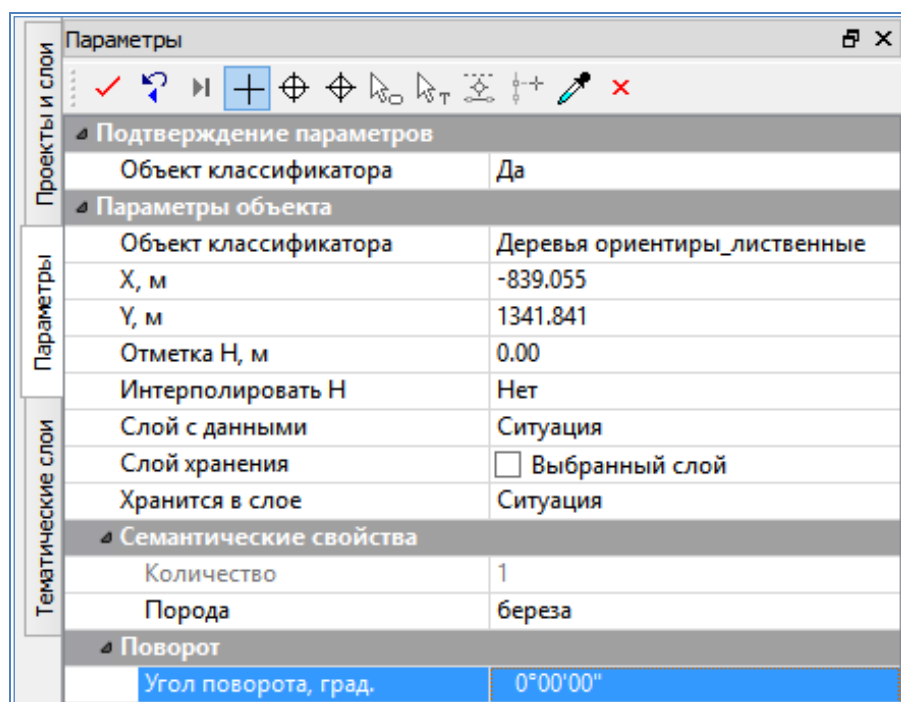 Параметры
Проекты и слои
Параметры
Тематические слои
Подтверждение параметров
Объект классификатора Да
Параметры объекта
Объект классификатора Деревья ориентиры_лиственные
X, м -839.055
Y, м 1341.841
Отметка Н, м 0.00
Интерполировать Н Нет
Слой с данными Ситуация
Слой хранения Выбранный слой
Хранится в слое Ситуация
Семантические свойства
Количество 1
Порода береза
Поворот
Угол поворота, град. 0°00'00"